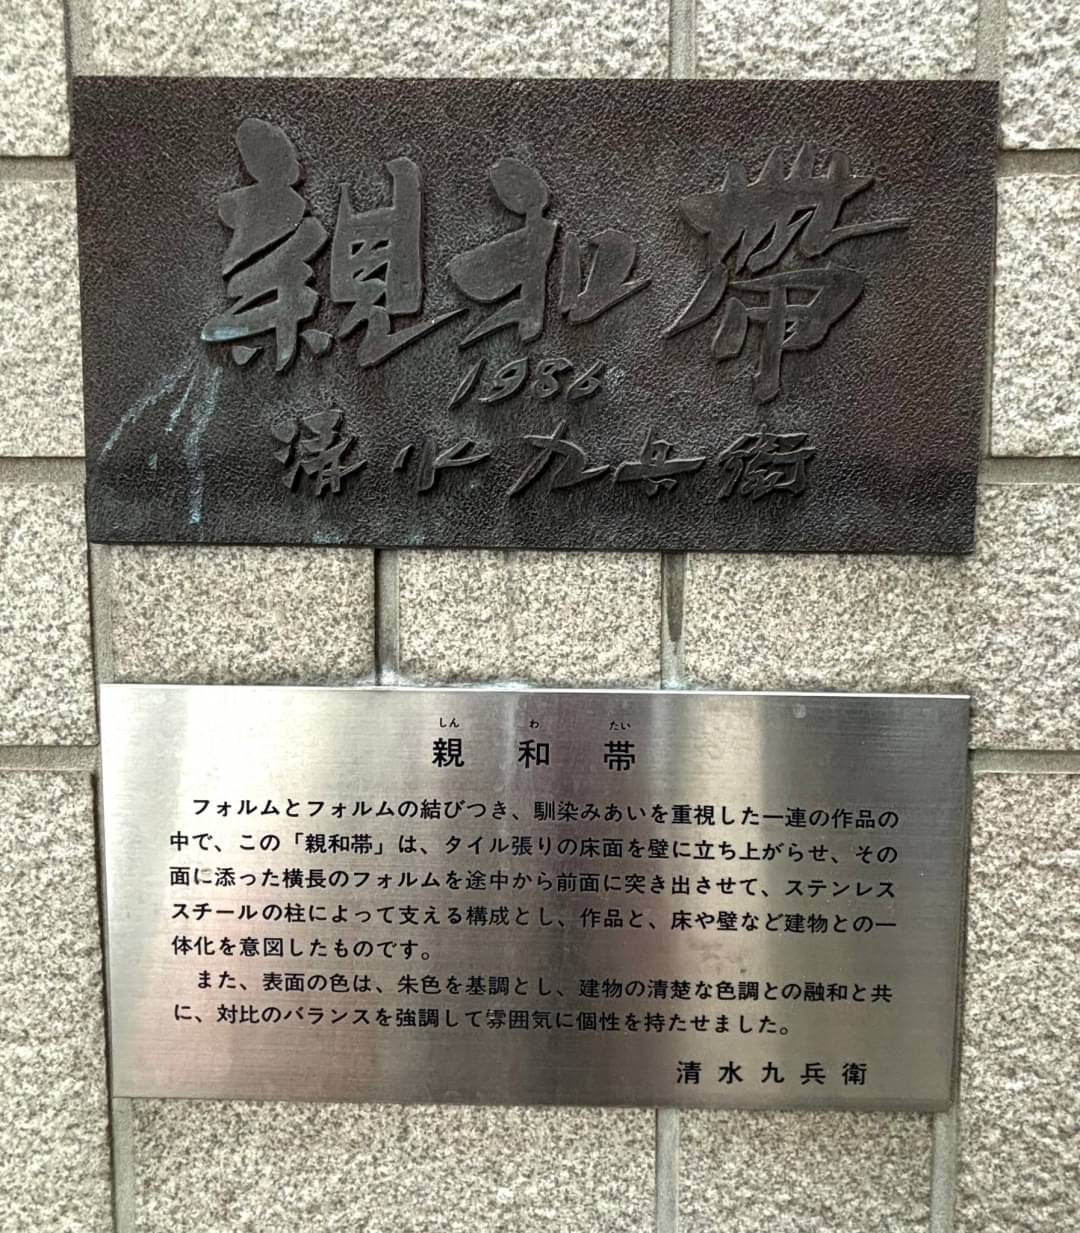 親和帯
1986
清水九兵衛
しん わ たい
親和帯
フォルムとフォルムの結びつき、馴染みあいを重視した一連の作品の
中で、この「親和帯」は、タイル張りの床面を壁に立ち上がらせ、その
面に添った横長のフォルムを途中から前面に突き出させて、ステンレス
スチールの柱によって支える構成とし、作品と、床や壁など建物との一
体化を意図したものです。
また、表面の色は、朱色を基調とし、建物の清楚な色調との融和と共
に、対比のバランスを強調して雰囲気に個性を持たせました。
清水九兵衛